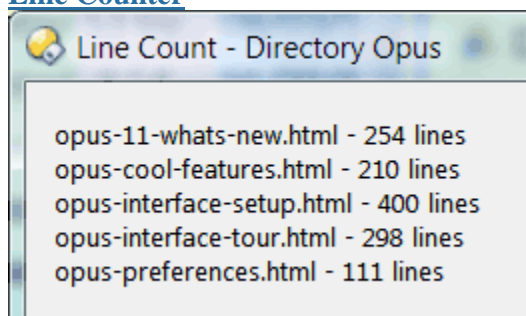 Line Counter
Line Count - Directory Opus
opus-11-whats-new.html - 254 lines
opus-cool-features.html - 210 lines
opus-interface-setup.html - 400 lines
opus-interface-tour.html - 298 lines
opus-preferences.html - 111 lines